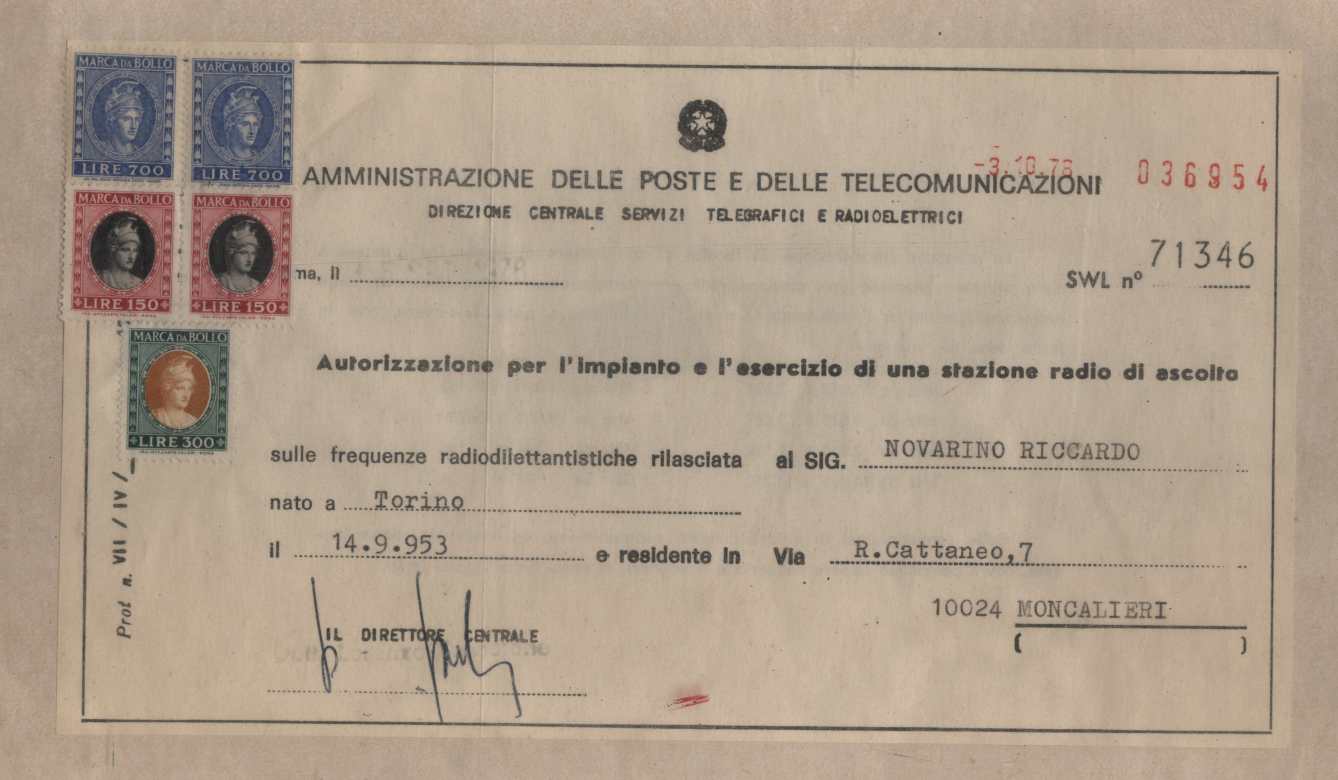 MARCA DA BOLLO
LIRE 700
MARCA DA BOLLO
LIRE 700
MARCA DA BOLLO
LIRE 150
MARCA DA BOLLO
LIRE 150
MARCA DA BOLLO
LIRE 300
-3.10.78 036954
AMMINISTRAZIONE DELLE POSTE E DELLE TELECOMUNICAZIONI
DIREZIONE CENTRALE SERVIZI TELEGRAFICI E RADIOELETTRICI
ma, il
SWL n° 71346
Autorizzazione per l'impianto e l'esercizio di una stazione radio di ascolto
sulle frequenze radiodilettantistiche rilasciata al SIG. NOVARINO RICCARDO
nato a Torino
il 14.9.953 e residente in Via R.Cattaneo,7
10024 MONCALIERI
( )
IL DIRETTORE CENTRALE
Prot n. VII / IV /